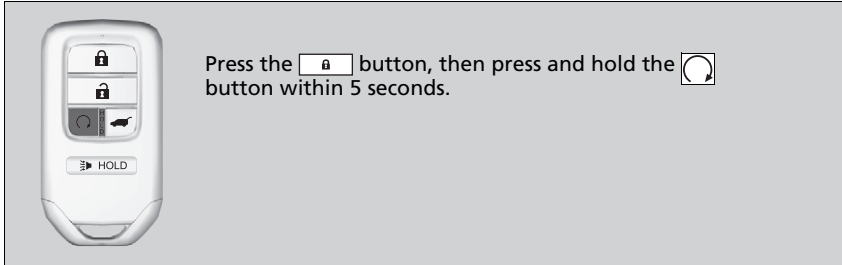 Press the button, then press and hold the
button within 5 seconds.
HOLD